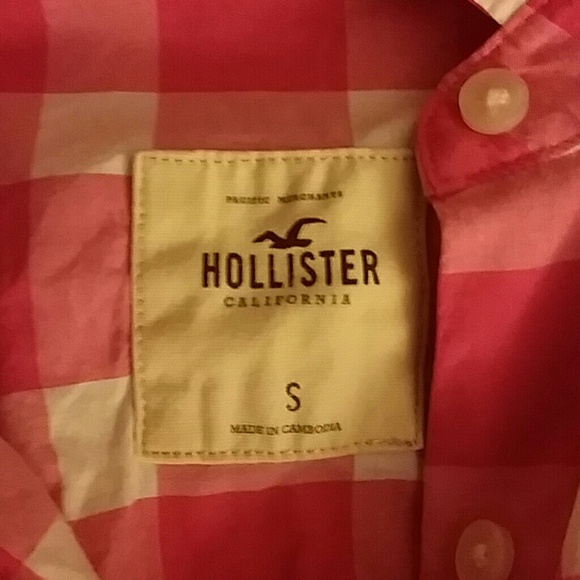 PACIFIC MERCHANTS
HOLLISTER
CALIFORNIA
S
MADE IN CAMBODIA